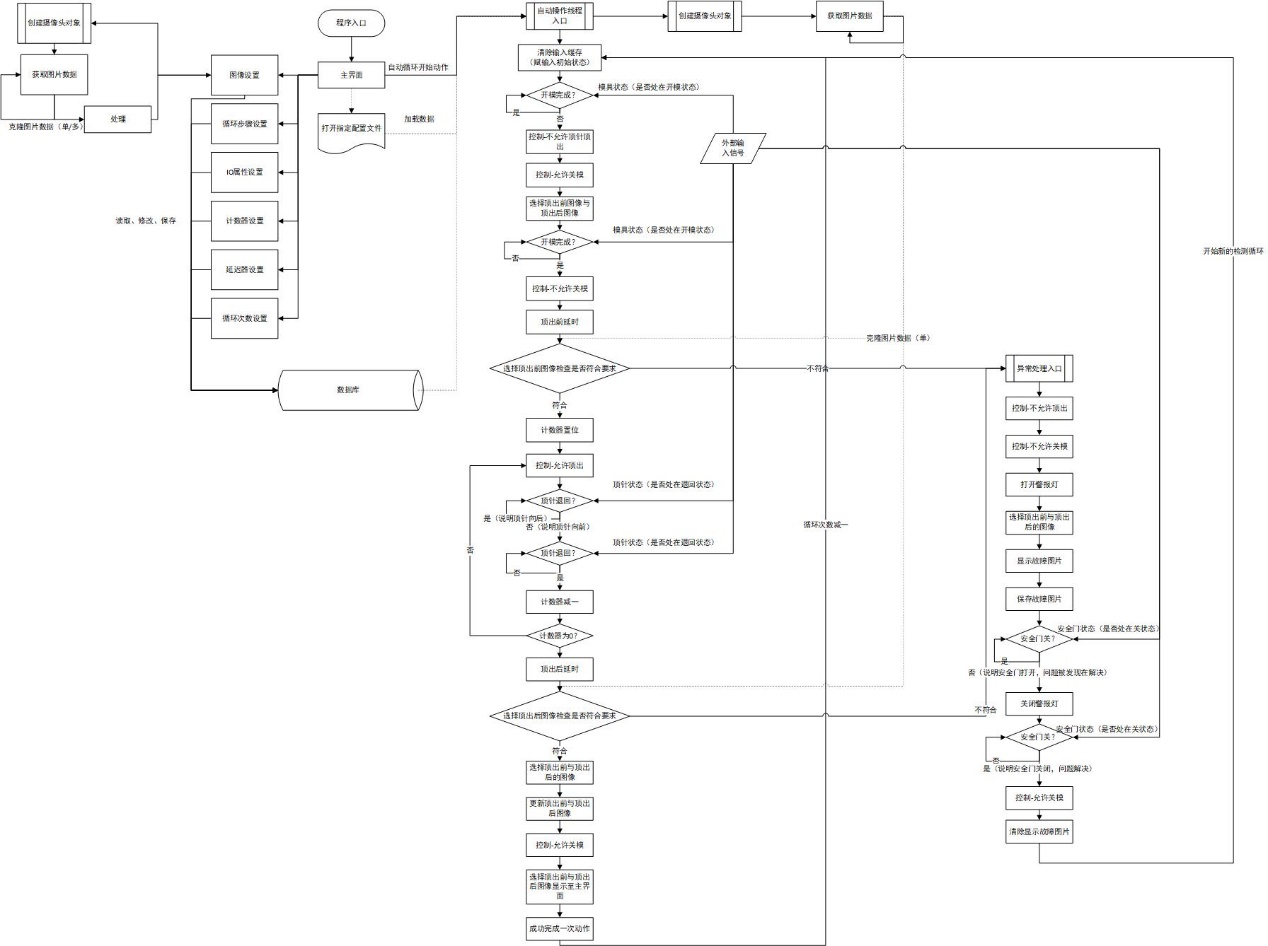 创建摄像头对象
获取图片数据
克隆图片数据（单/多）
处理
程序入口
主界面
自动循环开始动作
打开指定配置文件
加载数据
图像设置
循环步骤设置
IO属性设置
计数器设置
延迟器设置
循环次数设置
读取、修改、保存
数据库
自动操作线程
入口
创建摄像头对象
获取图片数据
清除输入缓存
（赋输入初始状态）
开模完成？
模具状态（是否处在开模状态）
是
否
控制-不允许顶针顶
出
外部输
入信号
控制-允许关模
选择顶出前图像与
顶出后图像
开模完成？
模具状态（是否处在开模状态）
否
是
控制-不允许关模
顶出前延时
克隆图片数据（单）
选择顶出前图像检查是否符合要求
不符合
符合
计数器置位
控制-允许顶出
顶针退回？
顶针状态（是否处在退回状态）
是（说明顶针向后）
否（说明顶针向前）
顶针退回？
顶针状态（是否处在退回状态）
否
是
否
计数器减一
计数器为0？
顶出后延时
选择顶出后图像检查是否符合要求
不符合
符合
选择顶出前与顶出
后的图像
更新顶出前与顶出
后图像
控制-允许关模
选择顶出前与顶出
后图像显示至主界
面
成功完成一次动作
循环次数减一
开始新的检测循环
异常处理入口
控制-不允许顶出
控制-不允许关模
打开警报灯
选择顶出前与顶出
后的图像
显示故障图片
保存故障图片
安全门关？
安全门状态（是否处在关状态）
是
否（说明安全门打开，问题被发现在解决）
关闭警报灯
安全门关？
安全门状态（是否处在关状态）
否
是（说明安全门关闭，问题解决）
控制-允许关模
清除显示故障图片